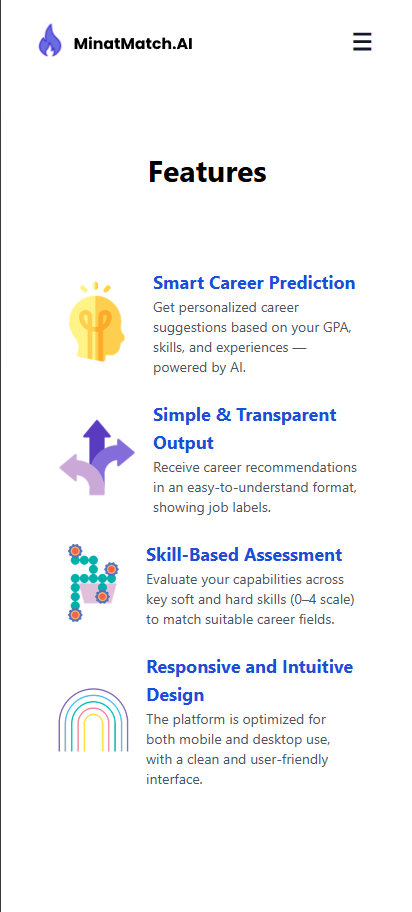 MinatMatch.AI
Features
Smart Career Prediction
Get personalized career
suggestions based on your GPA,
skills, and experiences —
powered by AI.
Simple & Transparent
Output
Receive career recommendations
in an easy-to-understand format,
showing job labels.
Skill-Based Assessment
Evaluate your capabilities across
key soft and hard skills (0–4 scale)
to match suitable career fields.
Responsive and Intuitive
Design
The platform is optimized for
both mobile and desktop use,
with a clean and user-friendly
interface.